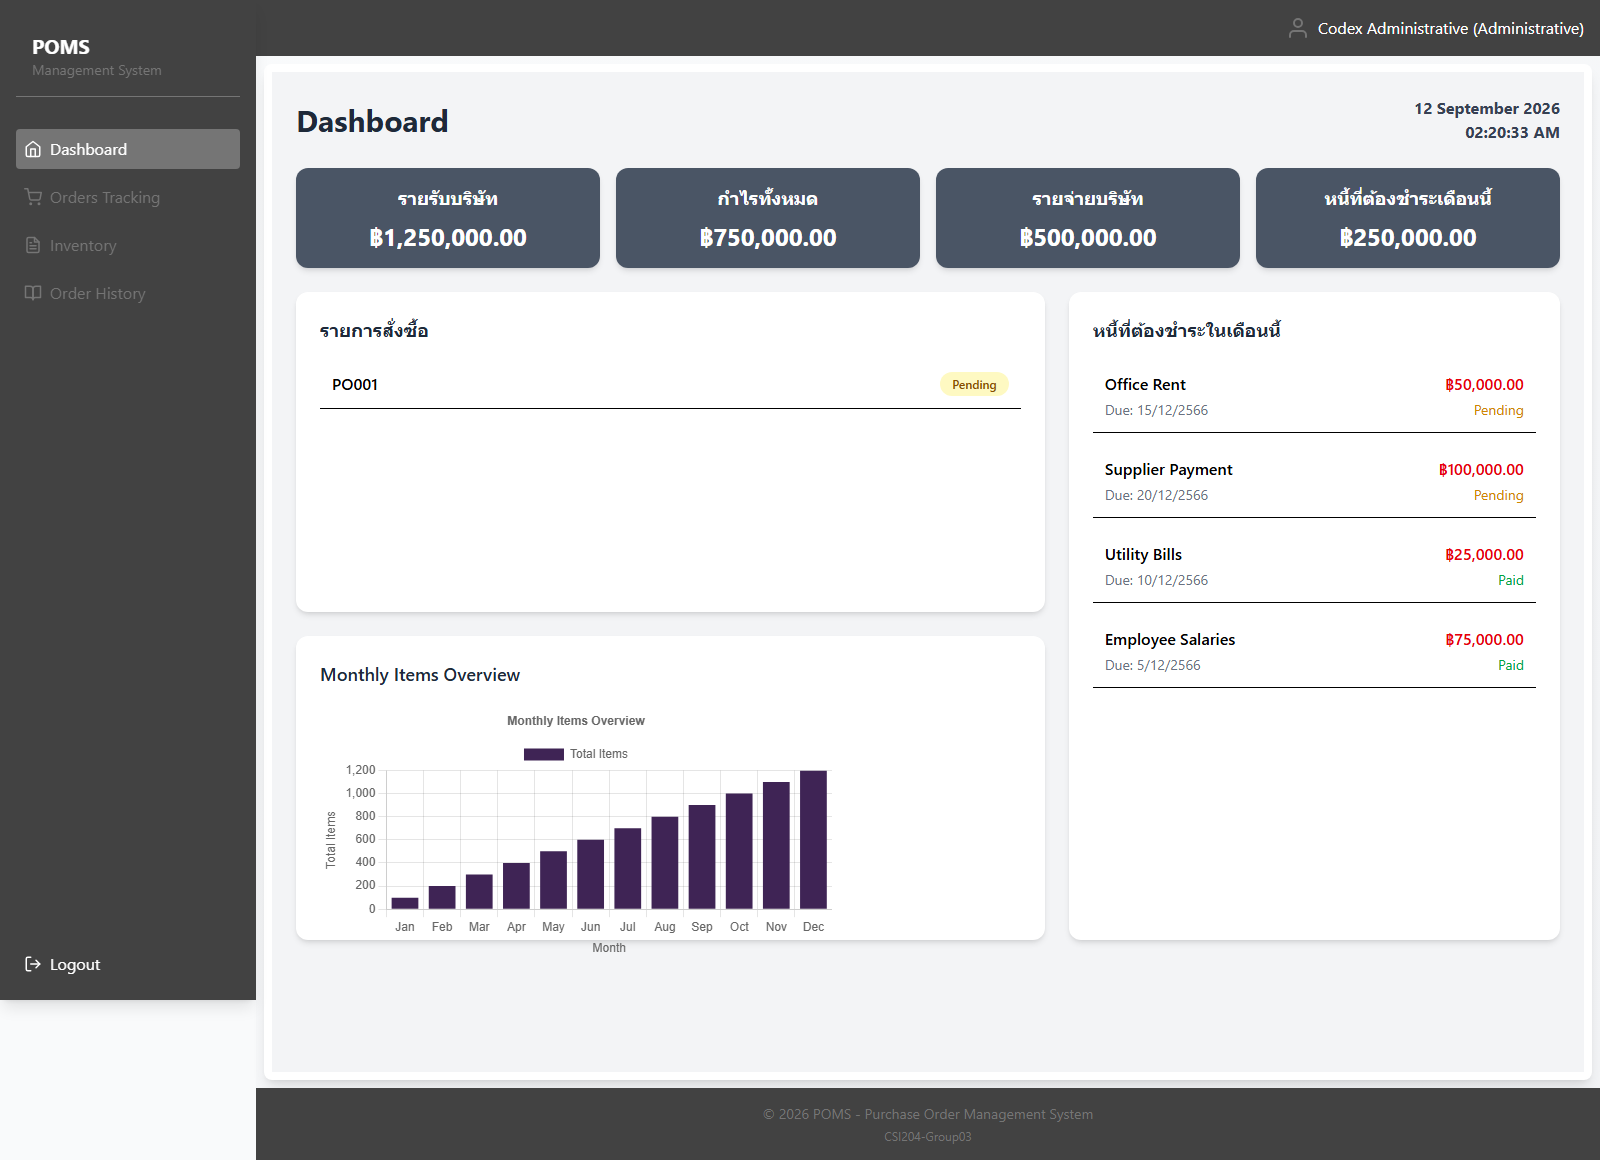 POMS
Management System
Dashboard
Orders Tracking
Inventory
Order History
Logout
Codex Administrative (Administrative)
Dashboard
12 September 2026
02:20:33 AM
รายรับบริษัท
฿1,250,000.00
กำไรทั้งหมด
฿750,000.00
รายจ่ายบริษัท
฿500,000.00
หนี้ที่ต้องชำระเดือนนี้
฿250,000.00
รายการสั่งซื้อ
PO001
Pending
Monthly Items Overview
Monthly Items Overview
Total Items
1,200
1,000
800
600
400
200
0
Total Items
Jan Feb Mar Apr May Jun Jul Aug Sep Oct Nov Dec
Month
หนี้ที่ต้องชำระในเดือนนี้
Office Rent ฿50,000.00
Due: 15/12/2566 Pending
Supplier Payment ฿100,000.00
Due: 20/12/2566 Pending
Utility Bills ฿25,000.00
Due: 10/12/2566 Paid
Employee Salaries ฿75,000.00
Due: 5/12/2566 Paid
© 2026 POMS - Purchase Order Management System
CSI204-Group03